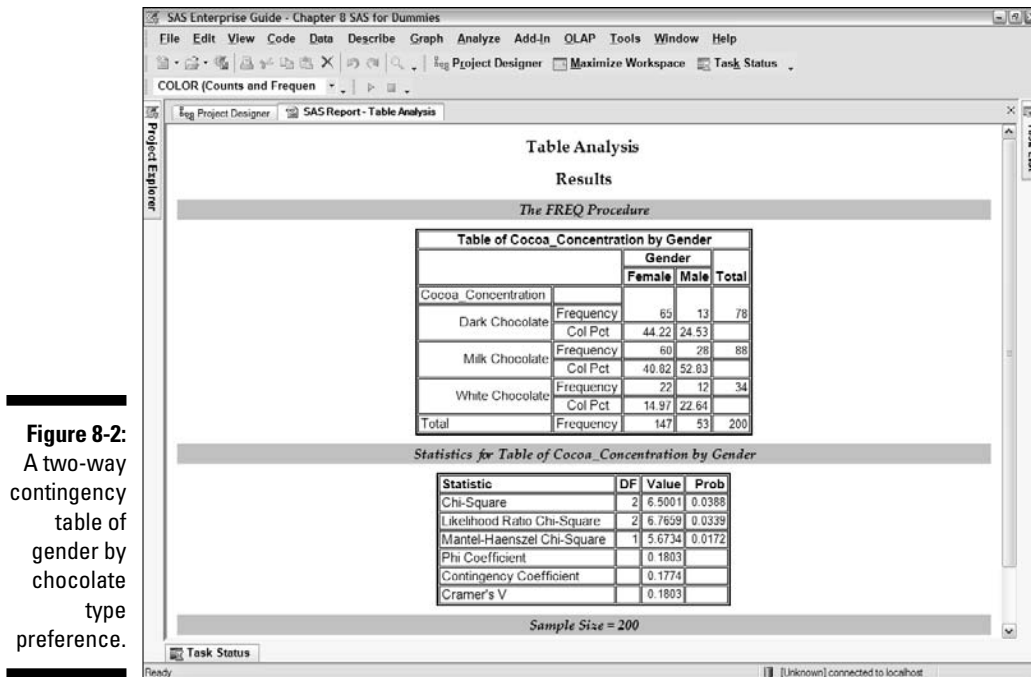 SAS Enterprise Guide - Chapter 8 SAS for Dummies
File Edit View Code Data Describe Graph Analyze Add-In OLAP Tools Window Help
Project Designer Maximize Workspace Task Status
COLOR (Counts and Frequen
Project Designer SAS Report - Table Analysis
Project Explorer
Table Analysis
Results
The FREQ Procedure
Table of Cocoa_Concentration by Gender
Gender
Female Male Total
Cocoa_Concentration
Dark Chocolate Frequency 65 13 78
Col Pct 44.22 24.53
Milk Chocolate Frequency 60 28 88
Col Pct 40.82 52.83
White Chocolate Frequency 22 12 34
Col Pct 14.97 22.64
Total Frequency 147 53 200
Statistics for Table of Cocoa_Concentration by Gender
Statistic DF Value Prob
Chi-Square 2 6.5001 0.0388
Likelihood Ratio Chi-Square 2 6.7659 0.0339
Mantel-Haenszel Chi-Square 1 5.6734 0.0172
Phi Coefficient 0.1803
Contingency Coefficient 0.1774
Cramer's V 0.1803
Sample Size = 200
Task Status
Ready
[Unknown] connected to localhost
Figure 8-2:
A two-way
contingency
table of
gender by
chocolate
type
preference.